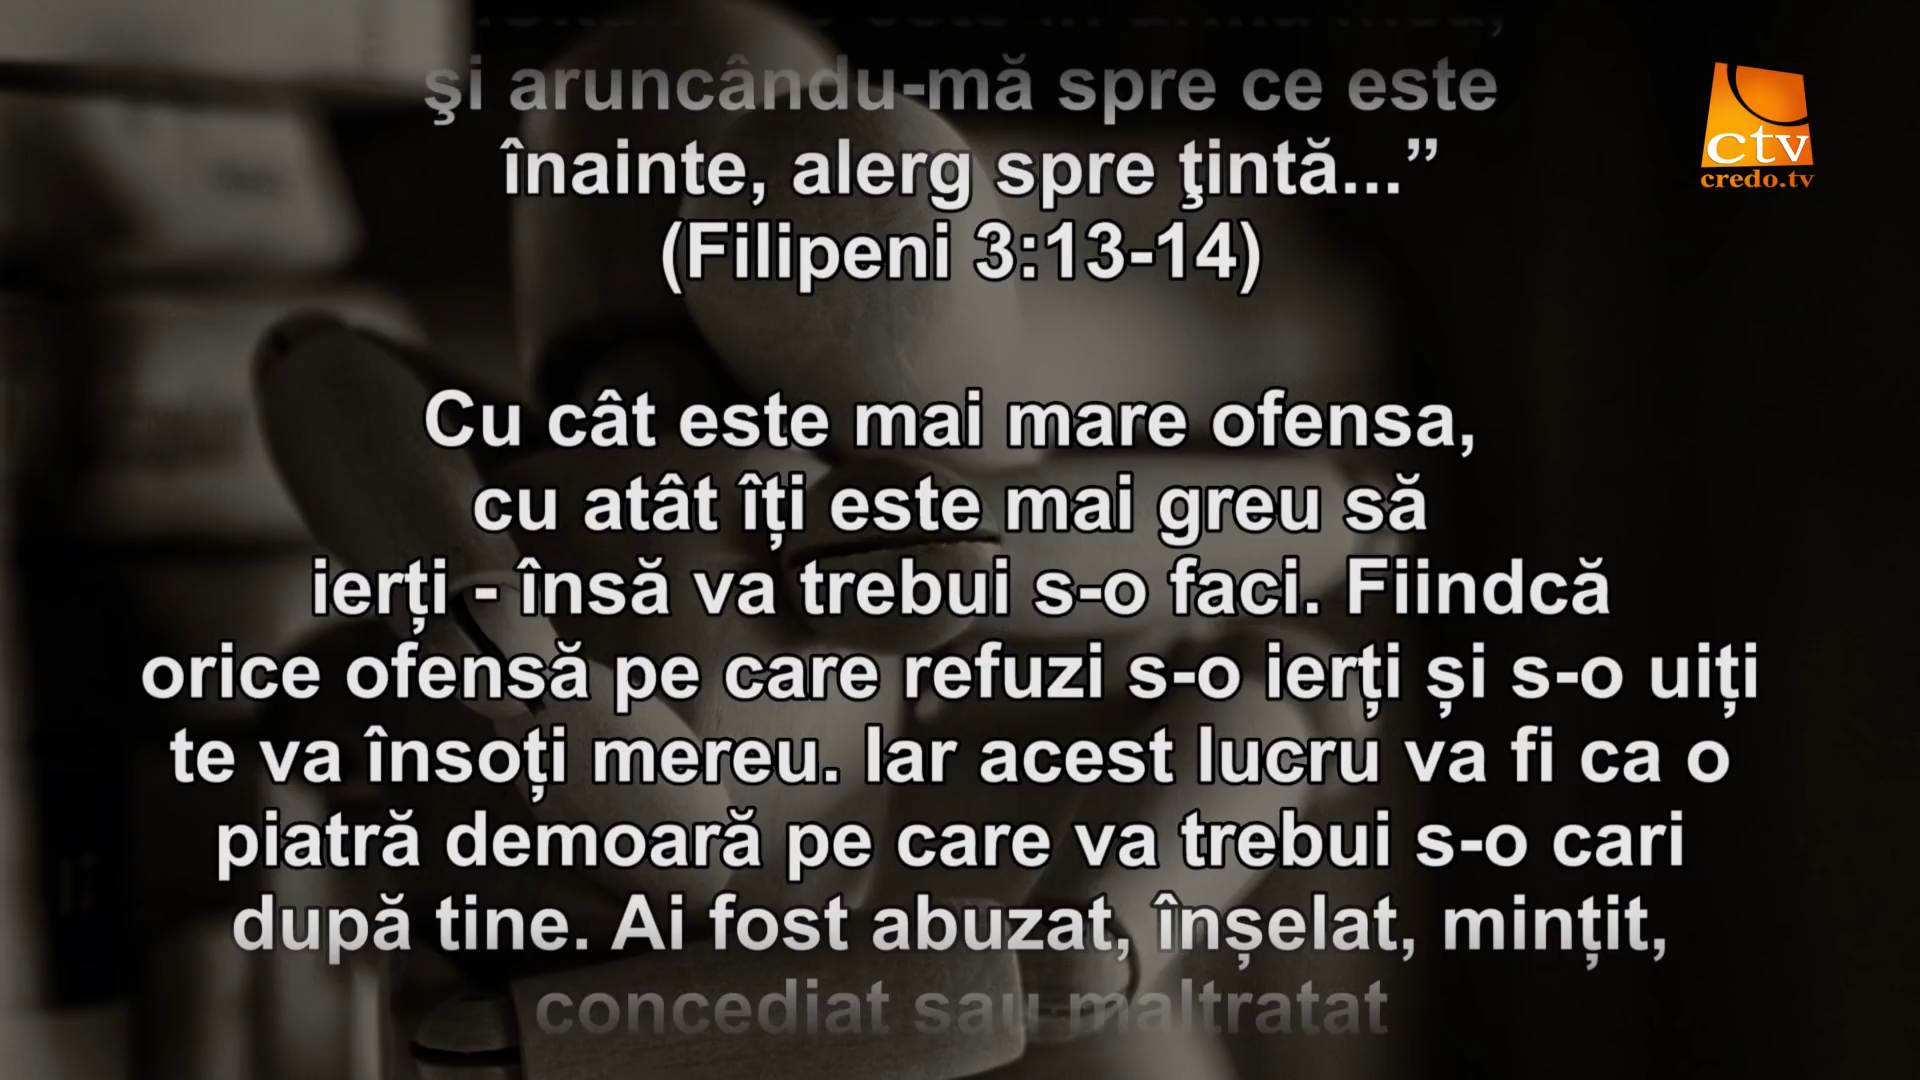 şi aruncându-mă spre ce este
înainte, alerg spre ţintă...”
(Filipeni 3:13-14)
Cu cât este mai mare ofensa,
cu atât îți este mai greu să
ierți - însă va trebui s-o faci. Fiindcă
orice ofensă pe care refuzi s-o ierți și s-o uiți
te va însoți mereu. Iar acest lucru va fi ca o
piatră demoară pe care va trebui s-o cari
după tine. Ai fost abuzat, înșelat, mințit,
concediat sau maltratat
ctv
credo.tv